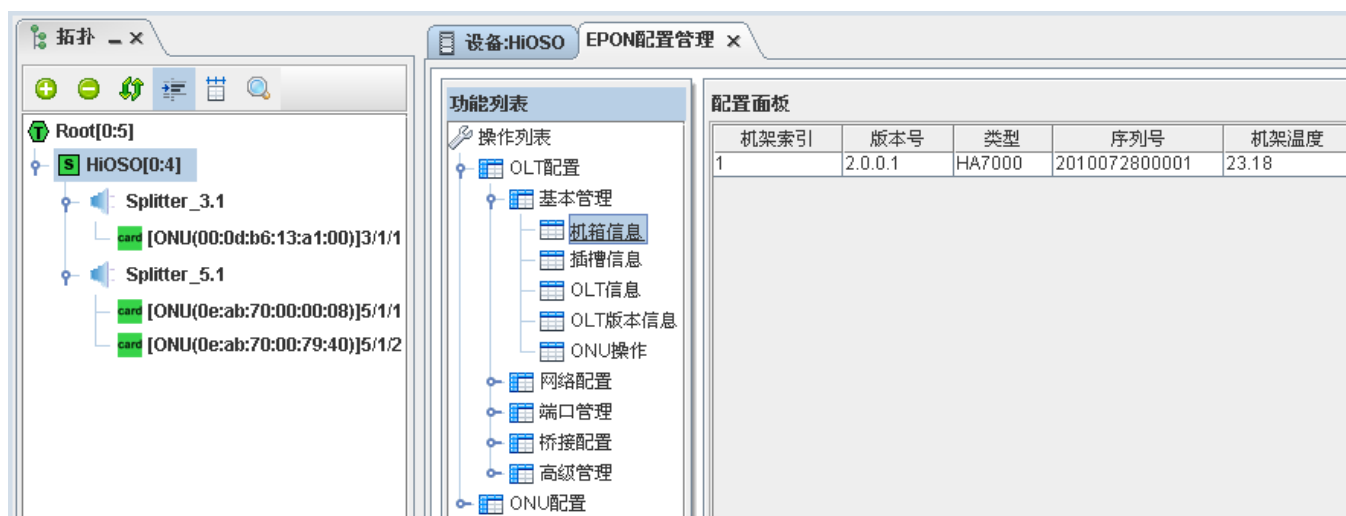 拓扑
Root[0:5]
HiOSO[0:4]
Splitter_3.1
card [ONU(00:0d:b6:13:a1:00)]3/1/1
Splitter_5.1
card [ONU(0e:ab:70:00:00:08)]5/1/1
card [ONU(0e:ab:70:00:79:40)]5/1/2
设备:HiOSO EPON配置管理
功能列表
操作列表
OLT配置
基本管理
机箱信息
插槽信息
OLT信息
OLT版本信息
ONU操作
网络配置
端口管理
桥接配置
高级管理
ONU配置
配置面板
机架索引 版本号 类型 序列号 机架温度
1 2.0.0.1 HA7000 2010072800001 23.18